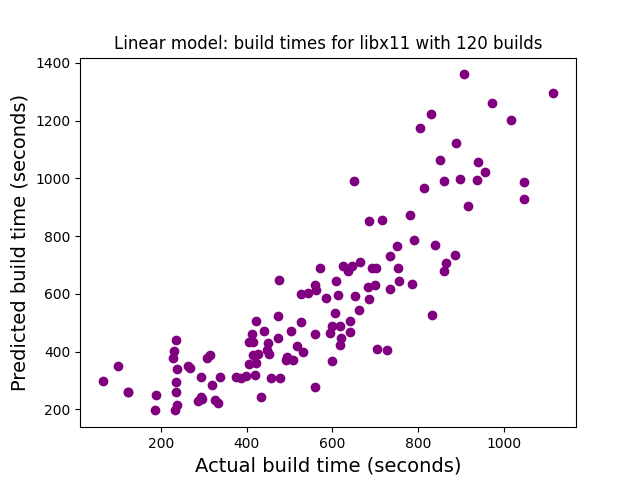 Linear model: build times for libx11 with 120 builds
1400
1200
1000
800
600
400
200
Predicted build time (seconds)
200 400 600 800 1000
Actual build time (seconds)